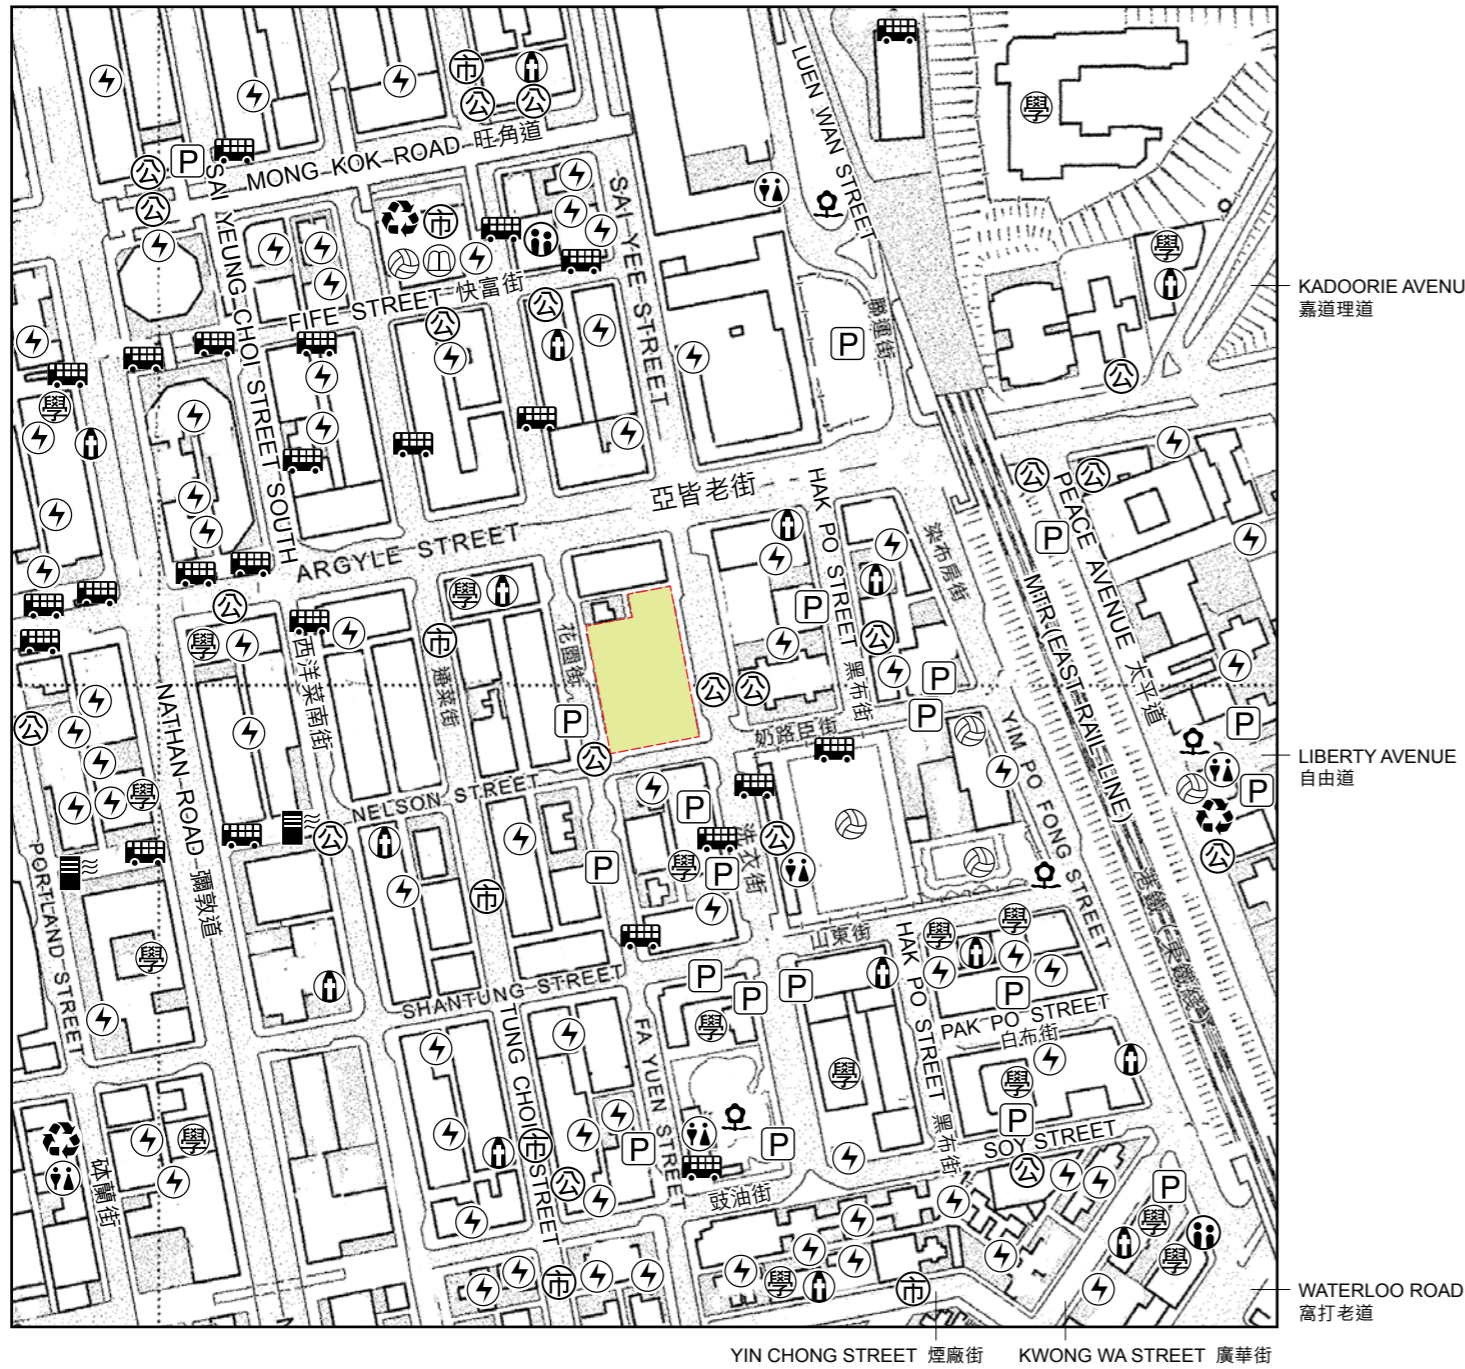 LUEN WAN STREET
聯運街
MONG KOK ROAD 旺角道
SAI YEUNG CHOI STREET SOUTH
西洋菜南街
SAI YEE STREET
洗衣街
FIFE STREET 快富街
KADOORIE AVENU
嘉道理道
亞皆老街
ARGYLE STREET
HAK PO STREET 黑布街
染布房街
PEACE AVENUE 太平道
MTR (EAST RAIL LINE)
港鐵 (東鐵綫)
花園街
通菜街
NATHAN ROAD 彌敦道
奶路臣街
NELSON STREET
YIM PO FONG STREET
LIBERTY AVENUE
自由道
PORTLAND STREET
砵蘭街
山東街
SHANTUNG STREET
HAK PO STREET 黑布街
PAK PO STREET
白布街
TUNG CHOI STREET
FA YUEN STREET
SOY STREET
豉油街
WATERLOO ROAD
窩打老道
YIN CHONG STREET 煙廠街
KWONG WA STREET 廣華街